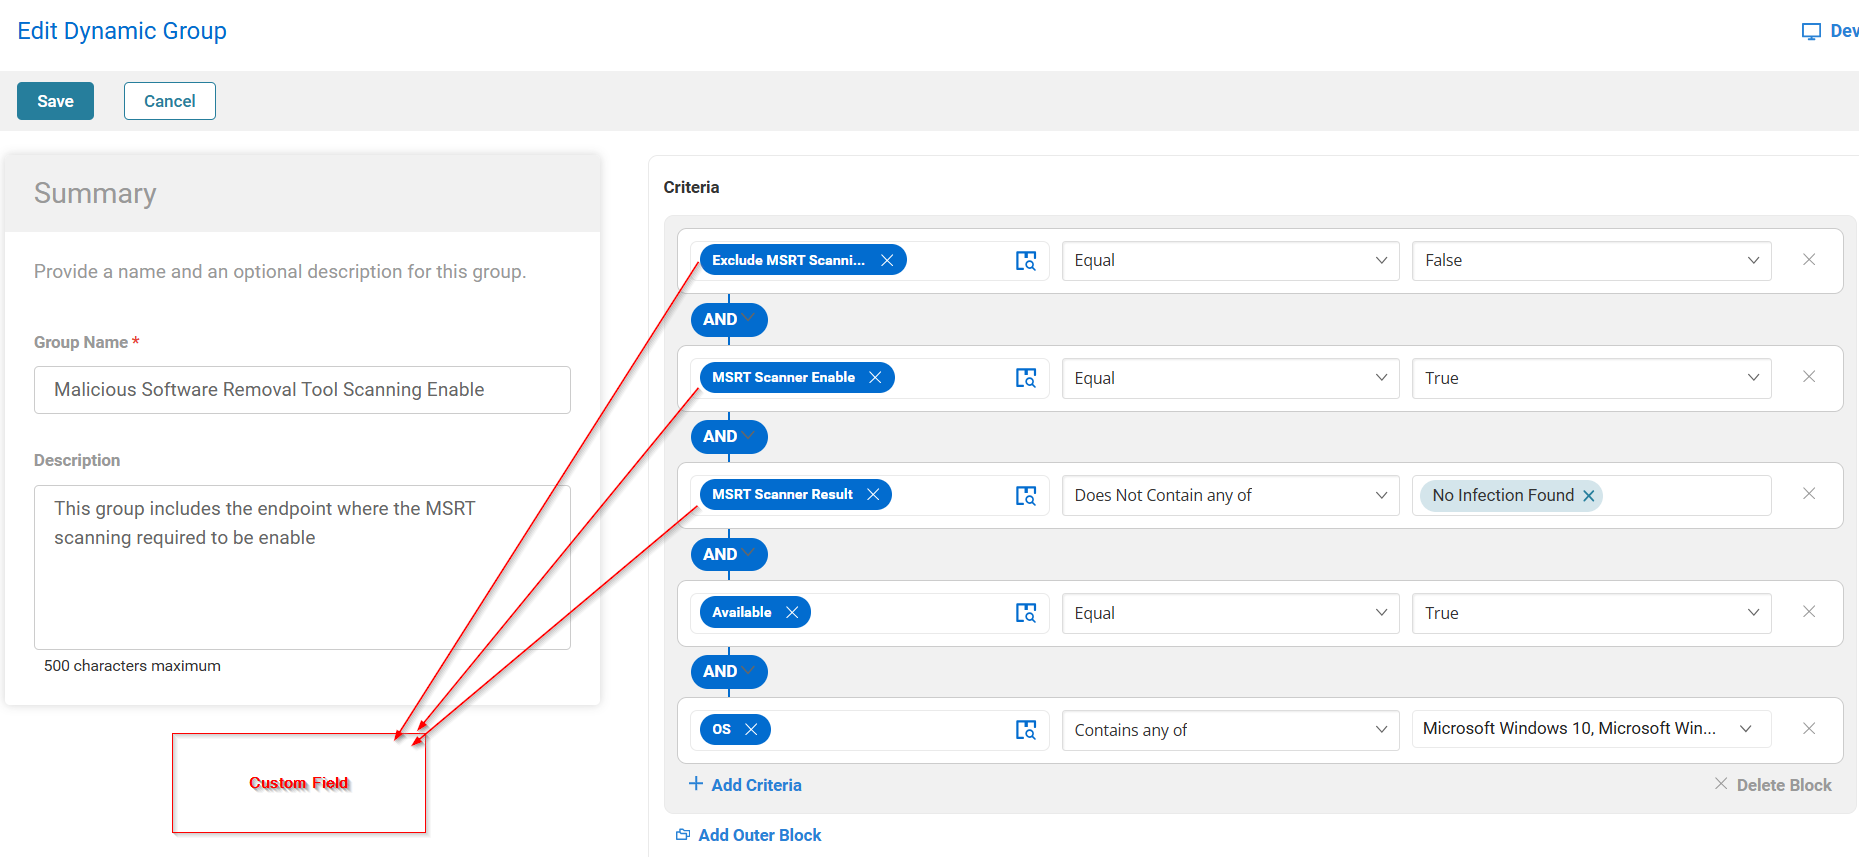 Edit Dynamic Group
Dev
Save
Cancel
Summary
Provide a name and an optional description for this group.
Group Name *
Malicious Software Removal Tool Scanning Enable
Description
This group includes the endpoint where the MSRT
scanning required to be enable
500 characters maximum
Custom Field
Criteria
Exclude MSRT Scanni...
Equal
False
AND
MSRT Scanner Enable
Equal
True
AND
MSRT Scanner Result
Does Not Contain any of
No Infection Found
AND
Available
Equal
True
AND
OS
Contains any of
Microsoft Windows 10, Microsoft Win...
Add Criteria
Delete Block
Add Outer Block